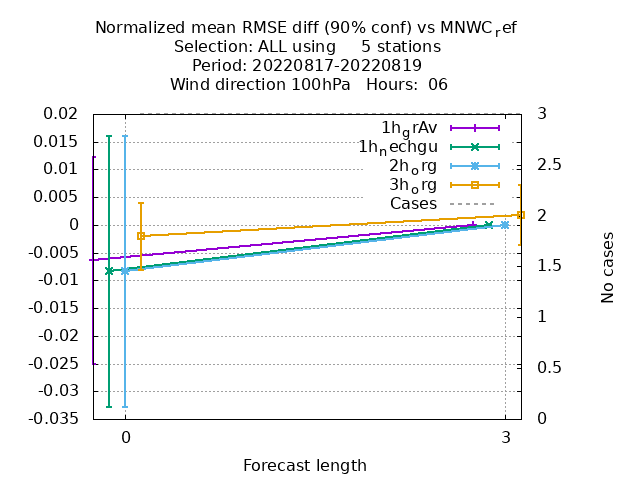 Normalized mean RMSE diff (90% conf) vs MNWC_ref
Selection: ALL using     5 stations
Period: 20220817-20220819
Wind direction 100hPa   Hours:  06
0.02
0.015
0.01
0.005
0
-0.005
-0.01
-0.015
-0.02
-0.025
-0.03
-0.035
3
2.5
2
1.5
1
0.5
0
1h_grAv
1h_nechgu
2h_org
3h_org
Cases
No cases
0
3
Forecast length